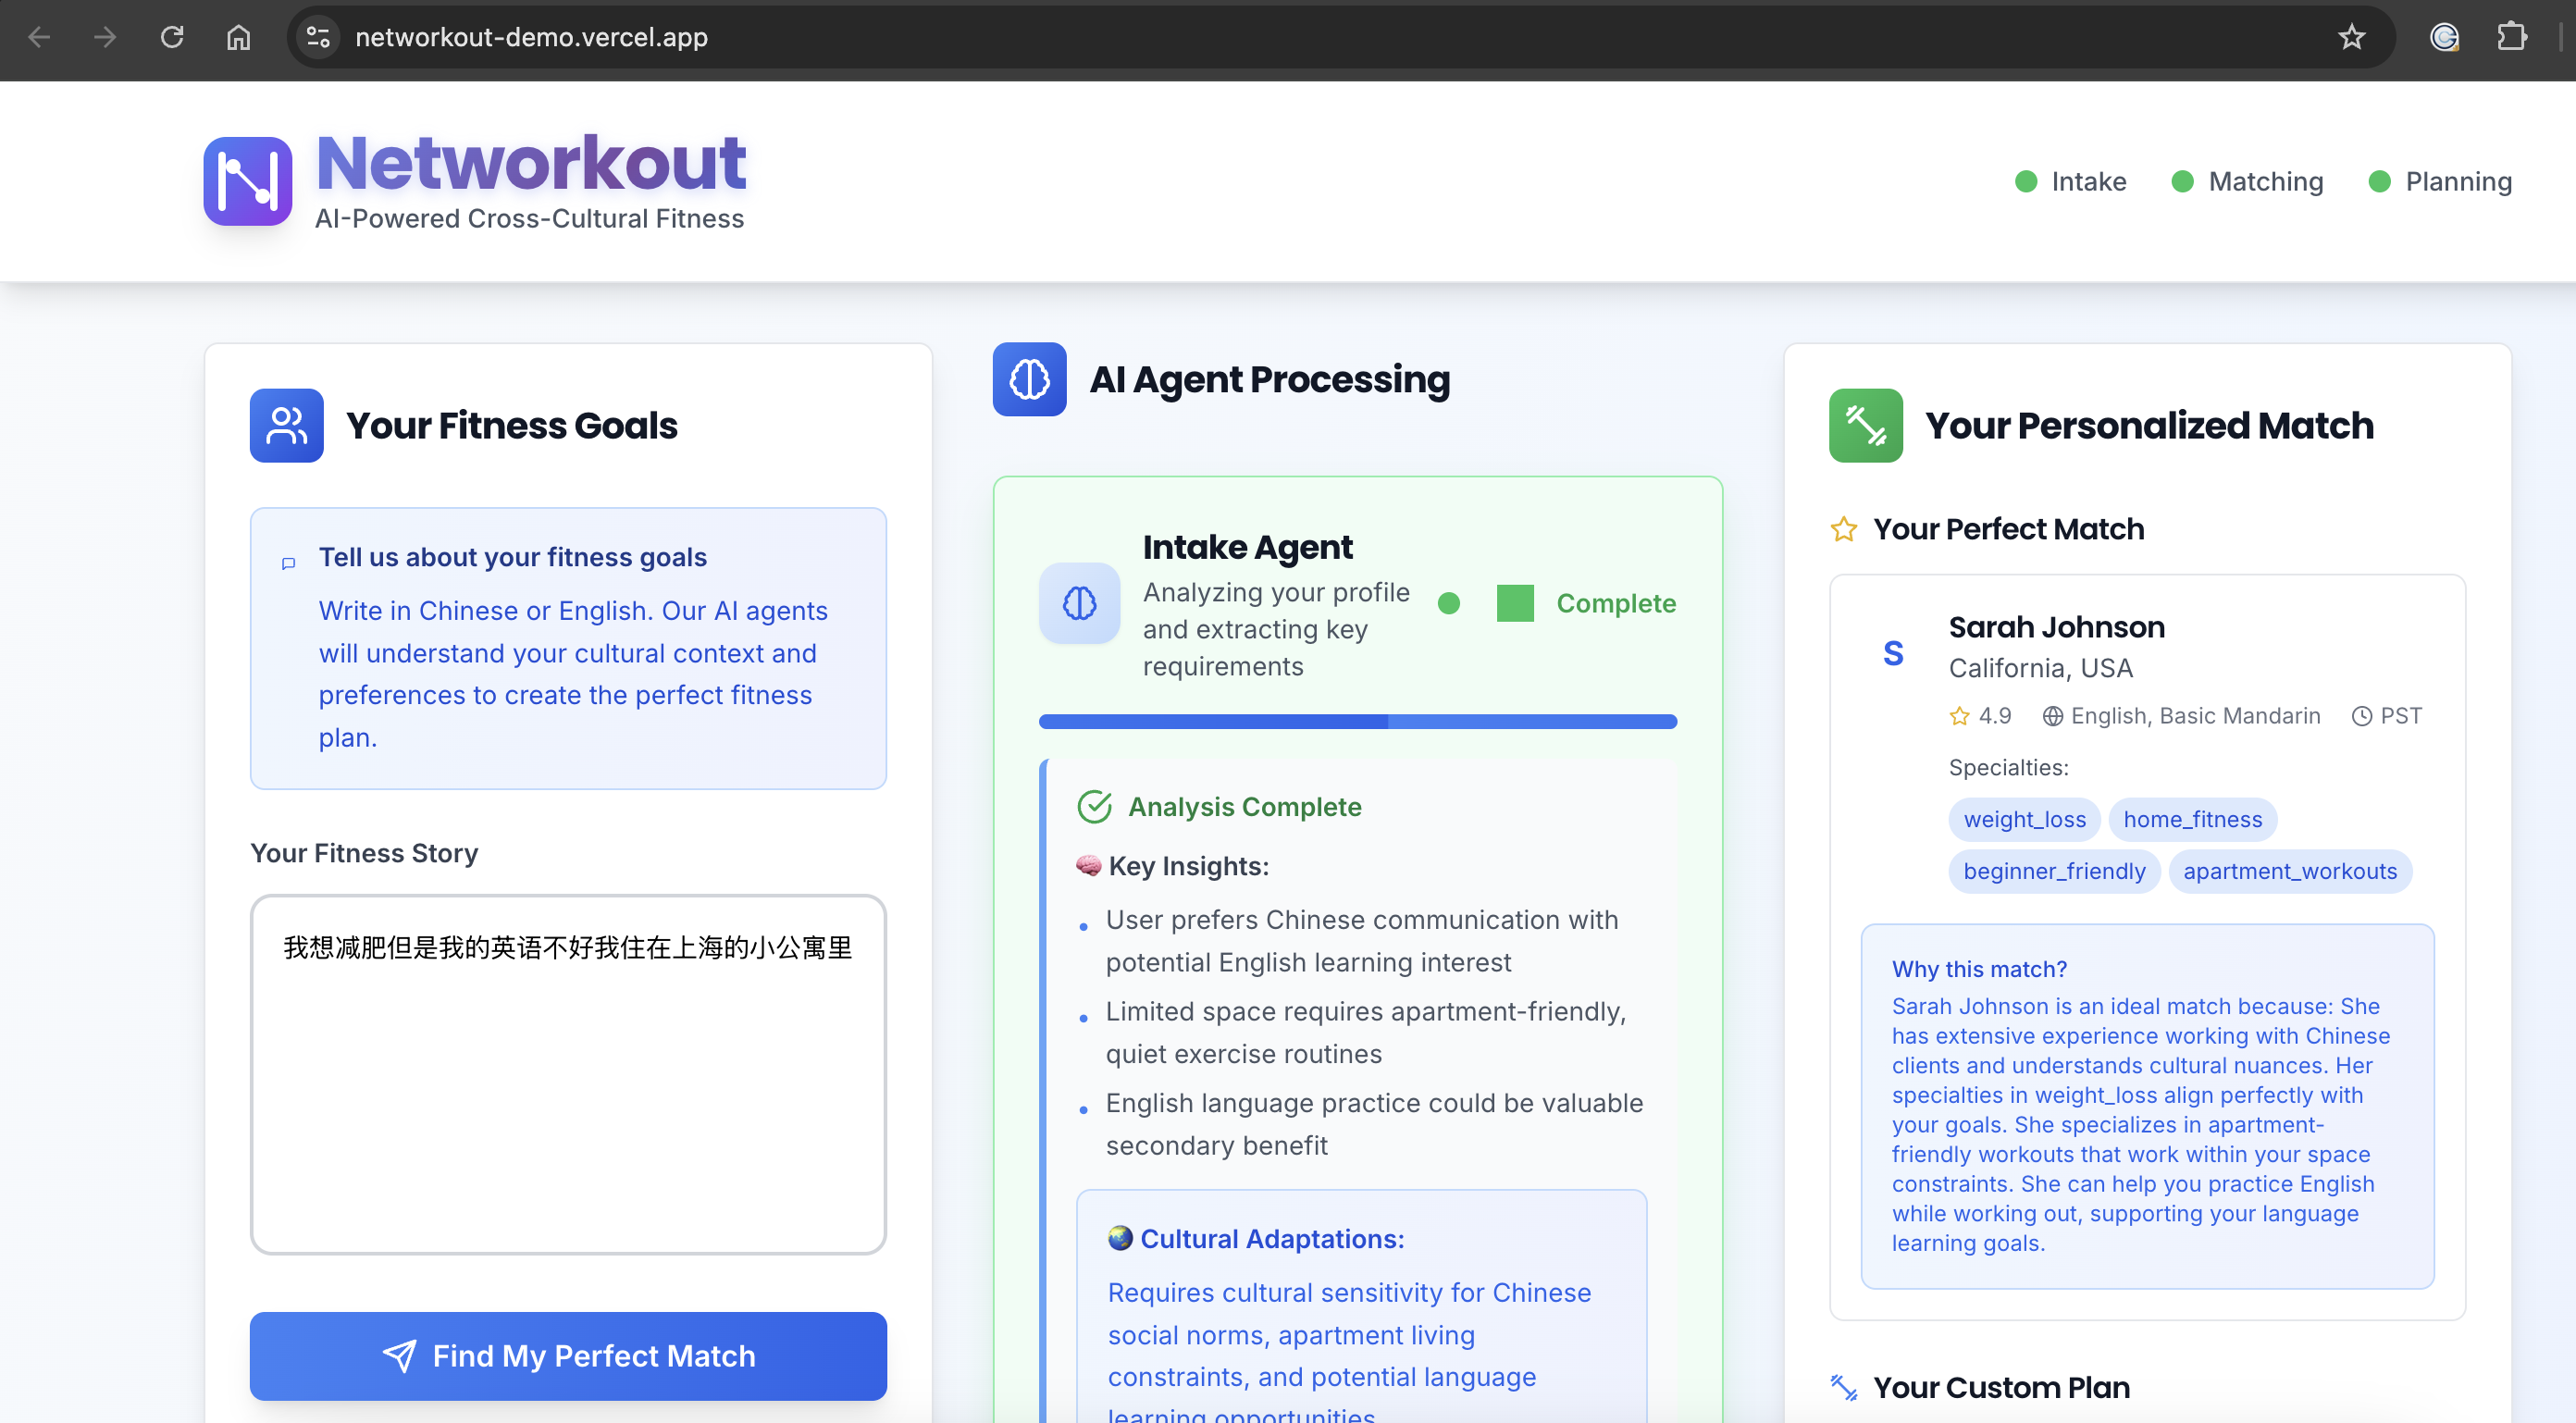 networkout-demo.vercel.app
Networkout
AI-Powered Cross-Cultural Fitness
Intake
Matching
Planning
Your Fitness Goals
Tell us about your fitness goals
Write in Chinese or English. Our AI agents
will understand your cultural context and
preferences to create the perfect fitness
plan.
Your Fitness Story
我想减肥但是我的英语不好我住在上海的小公寓里
Find My Perfect Match
AI Agent Processing
Intake Agent
Analyzing your profile
and extracting key
requirements
Complete
Analysis Complete
Key Insights:
User prefers Chinese communication with
potential English learning interest
Limited space requires apartment-friendly,
quiet exercise routines
English language practice could be valuable
secondary benefit
Cultural Adaptations:
Requires cultural sensitivity for Chinese
social norms, apartment living
constraints, and potential language
learning opportunities
Your Personalized Match
Your Perfect Match
S
Sarah Johnson
California, USA
4.9
English, Basic Mandarin
PST
Specialties:
weight_loss
home_fitness
beginner_friendly
apartment_workouts
Why this match?
Sarah Johnson is an ideal match because: She
has extensive experience working with Chinese
clients and understands cultural nuances. Her
specialties in weight_loss align perfectly with
your goals. She specializes in apartment-
friendly workouts that work within your space
constraints. She can help you practice English
while working out, supporting your language
learning goals.
Your Custom Plan